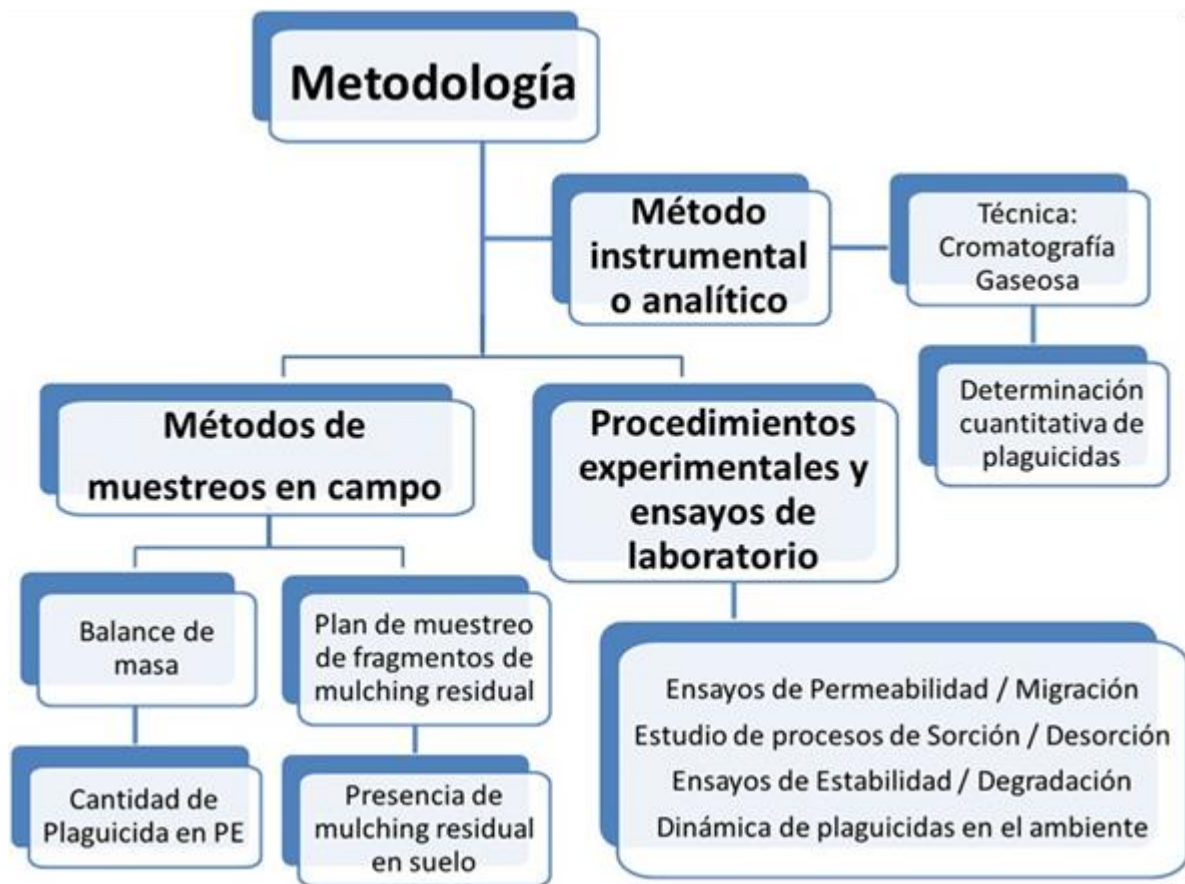 Metodología
Método
instrumental
o analítico
Técnica:
Cromatografía
Gaseosa
Determinación
cuantitativa de
plaguicidas
Métodos de
muestreos en campo
Procedimientos
experimentales y
ensayos de
laboratorio
Balance de
masa
Plan de muestreo
de fragmentos de
mulching residual
Cantidad de
Plaguicida en PE
Presencia de
mulching residual
en suelo
Ensayos de Permeabilidad / Migración
Estudio de procesos de Sorción / Desorción
Ensayos de Estabilidad / Degradación
Dinámica de plaguicidas en el ambiente